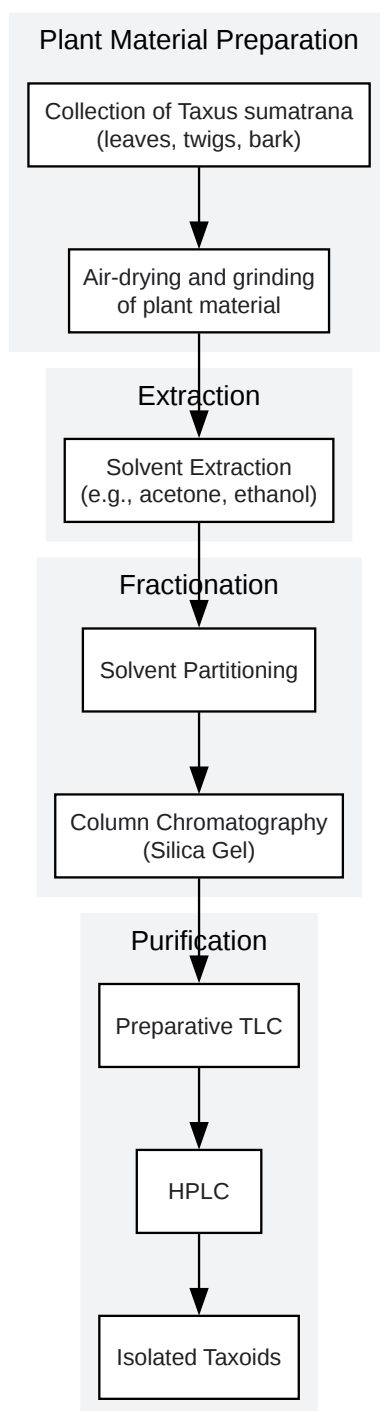 Plant Material Preparation
Collection of Taxus sumatrana
(leaves, twigs, bark)
Air-drying and grinding
of plant material
Extraction
Solvent Extraction
(e.g., acetone, ethanol)
Fractionation
Solvent Partitioning
Column Chromatography
(Silica Gel)
Purification
Preparative TLC
HPLC
Isolated Taxoids